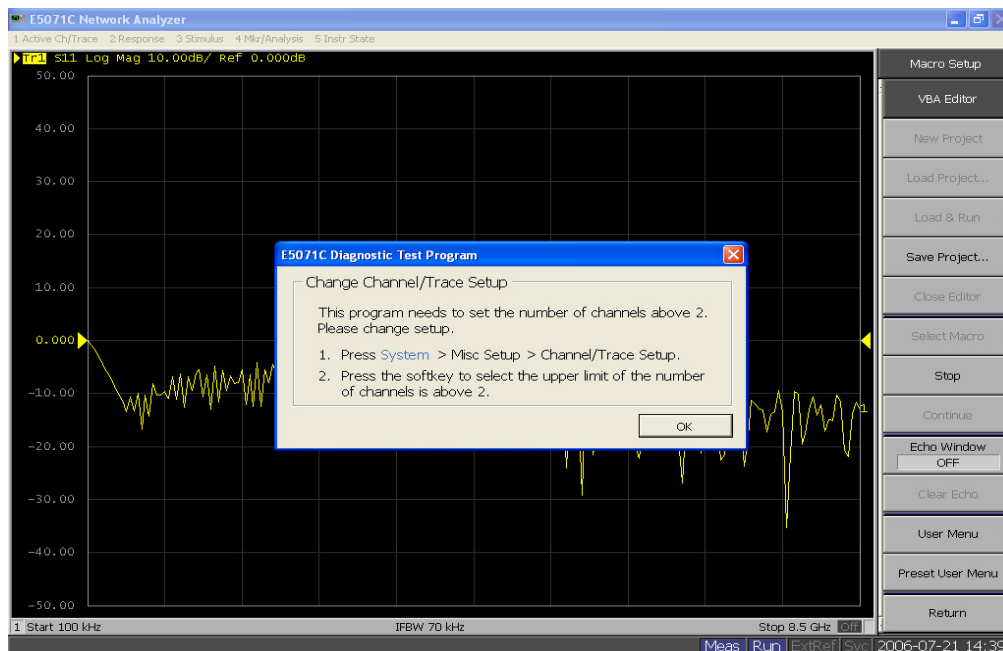 E5071C Network Analyzer
1 Active Ch/Trace 2 Response 3 Stimulus 4 Mkr/Analysis 5 Instr State
Tr1 S11 Log Mag 10.00dB/ Ref 0.000dB
50.00
40.00
30.00
20.00
10.00
0.000
-10.00
-20.00
-30.00
-40.00
-50.00
1
E5071C Diagnostic Test Program
Change Channel/Trace Setup
This program needs to set the number of channels above 2.
Please change setup.
1. Press System > Misc Setup > Channel/Trace Setup.
2. Press the softkey to select the upper limit of the number
of channels is above 2.
OK
Macro Setup
VBA Editor
New Project
Load Project...
Load & Run
Save Project...
Close Editor
Select Macro
Stop
Continue
Echo Window
OFF
Clear Echo
User Menu
Preset User Menu
Return
1 Start 100 kHz IFBW 70 kHz Stop 8.5 GHz Off
Meas Run ExtRef Svc 2006-07-21 14:39